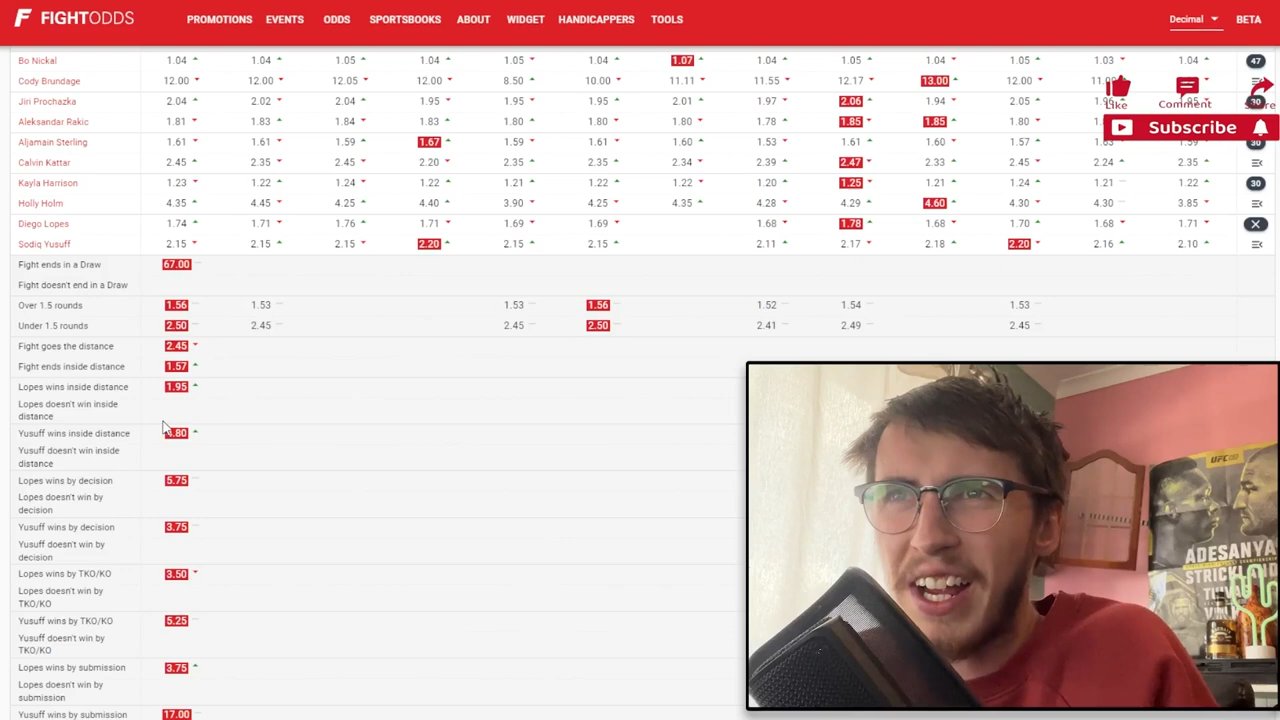 FIGHTODDS PROMOTIONS EVENTS ODDS SPORTSBOOKS ABOUT WIDGET HANDICAPPERS TOOLS Decimal BETA
Bo Nickal 1.04 1.04 1.05 1.04 1.05 1.04 1.07 1.04 1.05 1.04 1.05 1.03 1.04 47
Cody Brundage 12.00 12.00 12.05 12.00 8.50 10.00 11.11 11.55 12.17 13.00 12.00
Jiri Prochazka 2.04 2.02 2.04 1.95 1.95 1.95 2.01 1.97 2.06 1.94 2.05
Like Comment
Aleksandar Rakic 1.81 1.83 1.84 1.83 1.80 1.80 1.80 1.78 1.85 1.85 1.80
Subscribe
Aljamain Sterling 1.61 1.61 1.61 1.67 1.59 1.61 1.60 1.53 1.61 1.60 1.57
Calvin Kattar 2.45 2.35 2.45 2.20 2.35 2.35 2.34 2.39 2.47 2.33 2.45 2.24 2.35
Kayla Harrison 1.23 1.22 1.24 1.22 1.21 1.22 1.22 1.20 1.25 1.21 1.24 1.21 1.22 30
Holly Holm 4.35 4.45 4.25 4.40 3.90 4.25 4.35 4.28 4.29 4.60 4.30 4.30 3.85
Diego Lopes 1.74 1.71 1.76 1.71 1.69 1.69 1.68 1.78 1.68 1.70 1.68 1.71
Sodiq Yusuff 2.15 2.15 2.15 2.20 2.15 2.15 2.11 2.17 2.18 2.20 2.16 2.10
Fight ends in a Draw 67.00
Fight doesn't end in a Draw
Over 1.5 rounds 1.56 1.53 1.53 1.56 1.52 1.54 1.53
Under 1.5 rounds 2.50 2.45 2.45 2.50 2.41 2.49 2.45
Fight goes the distance 2.45
Fight ends inside distance 1.57
Lopes wins inside distance 1.95
Lopes doesn't win inside
distance
Yusuff wins inside distance
Yusuff doesn't win inside
distance
Lopes wins by decision 5.75
Lopes doesn't win by
decision
Yusuff wins by decision 3.75
Yusuff doesn't win by
decision
Lopes wins by TKO/KO 3.50
Lopes doesn't win by
TKO/KO
Yusuff wins by TKO/KO 5.25
Yusuff doesn't win by
TKO/KO
Lopes wins by submission 3.75
Lopes doesn't win by
submission
Yusuff wins by submission 17.00
UFC
ADESANYA
STRICKLAND